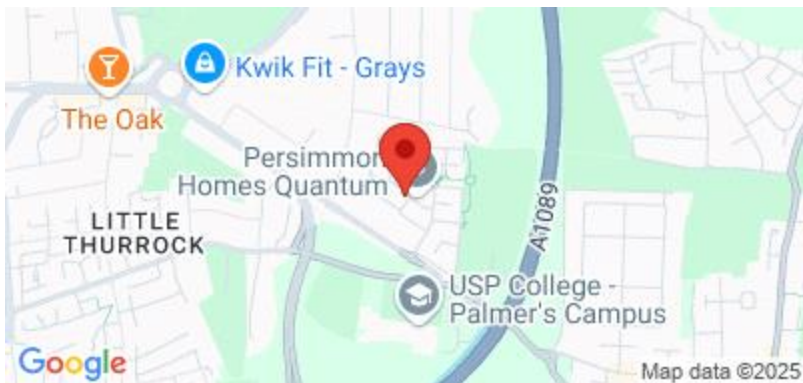 Kwik Fit - Grays
The Oak
Persimmon
Homes Quantum
LITTLE
THURROCK
A1089
USP College -
Palmer's Campus
Google
Map data ©2025